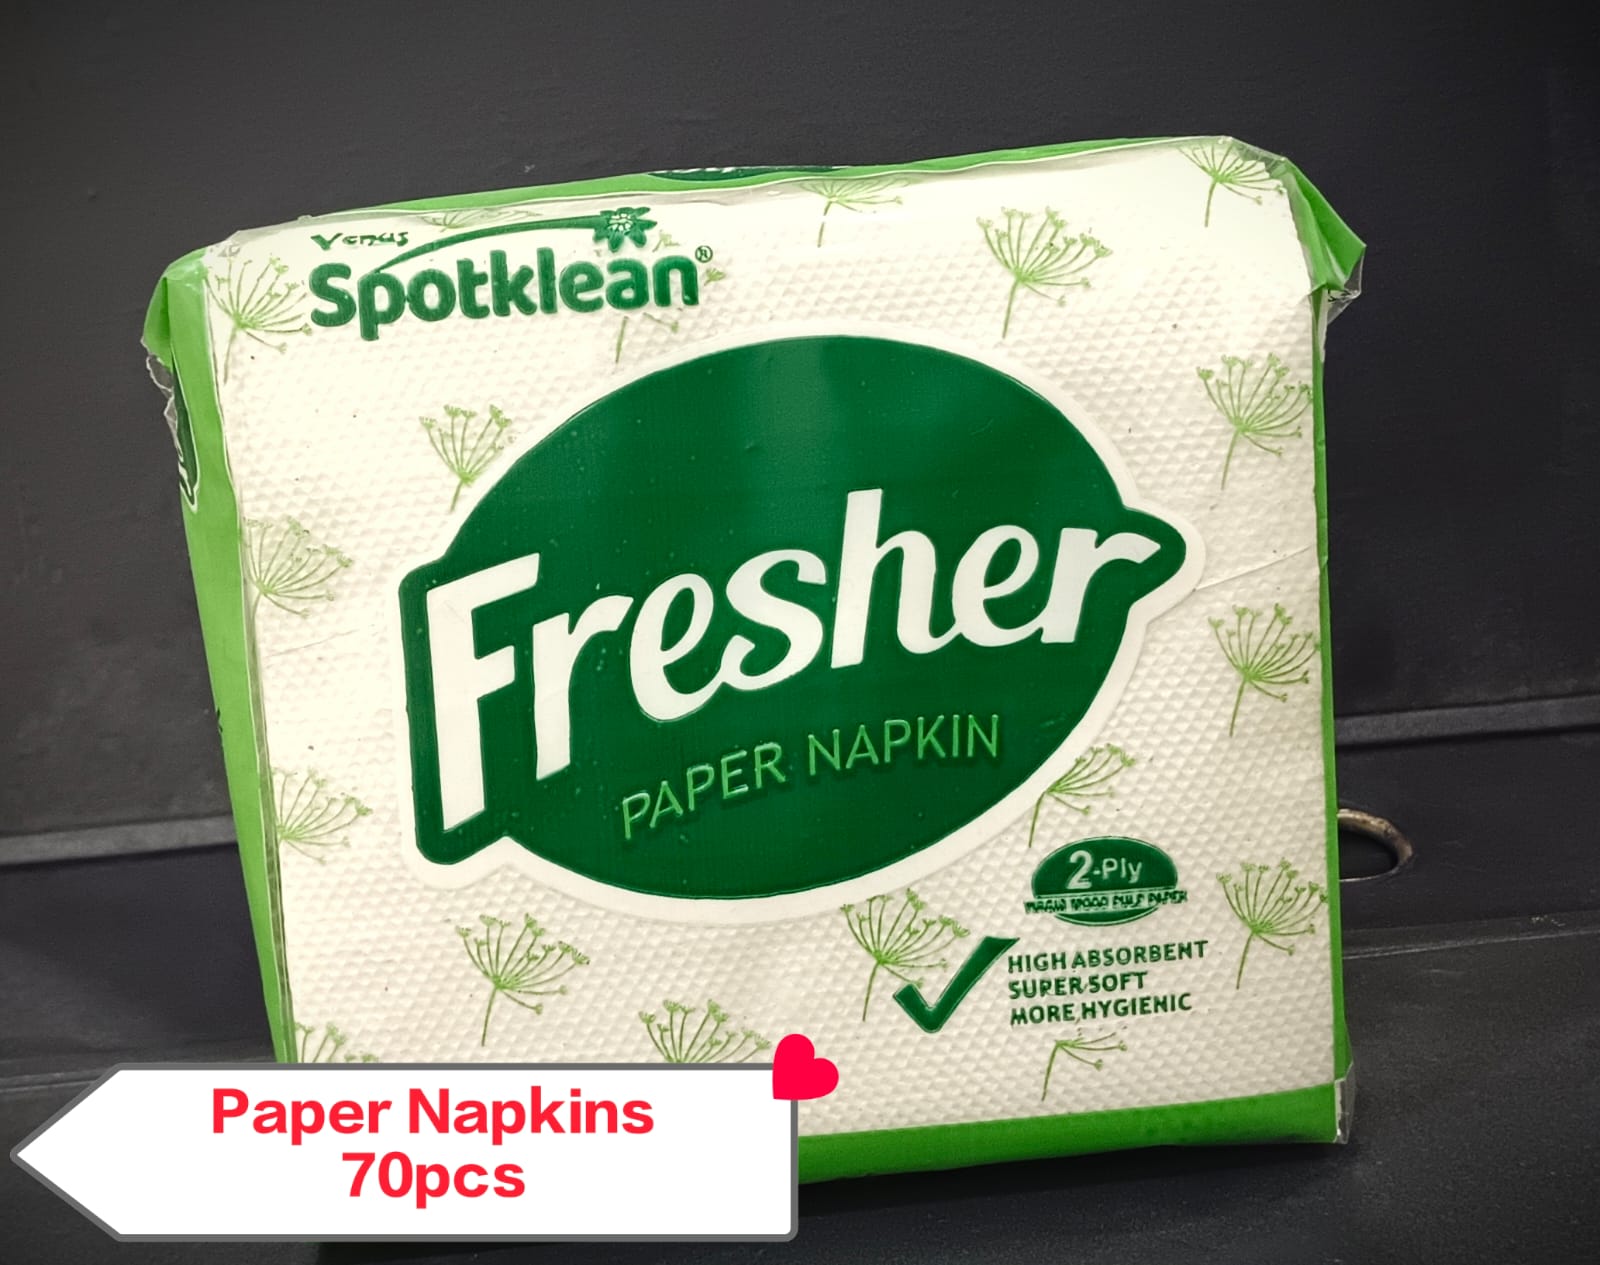 Venus
Spotklean®
Fresher
PAPER NAPKIN
2-Ply
HIGH ABSORBENT
SUPER SOFT
MORE HYGIENIC
Paper Napkins
70pcs